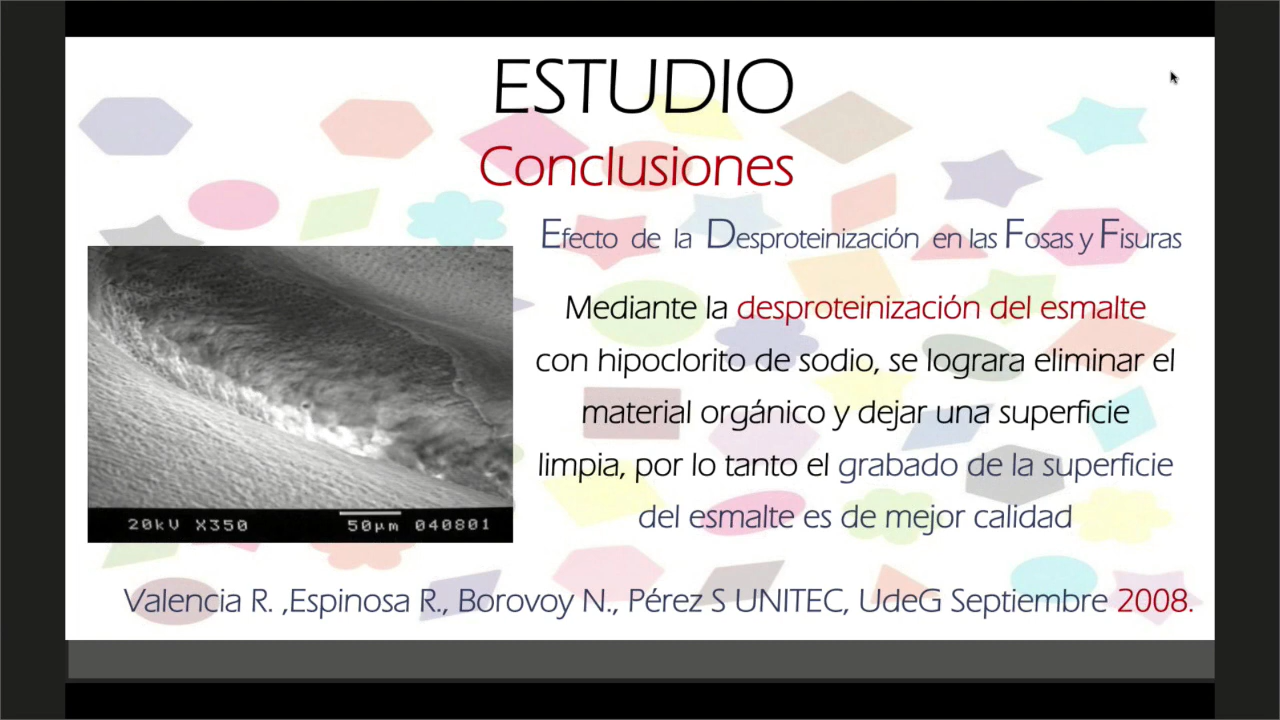 ESTUDIO
Conclusiones
Efecto de la Desproteinización en las Fosas y Fisuras
Mediante la desproteinización del esmalte
con hipoclorito de sodio, se lograra eliminar el
material orgánico y dejar una superficie
limpia, por lo tanto el grabado de la superficie
del esmalte es de mejor calidad
20kV X350 50µm 040801
Valencia R. ,Espinosa R., Borovoy N., Pérez S UNITEC, UdeG Septiembre 2008.